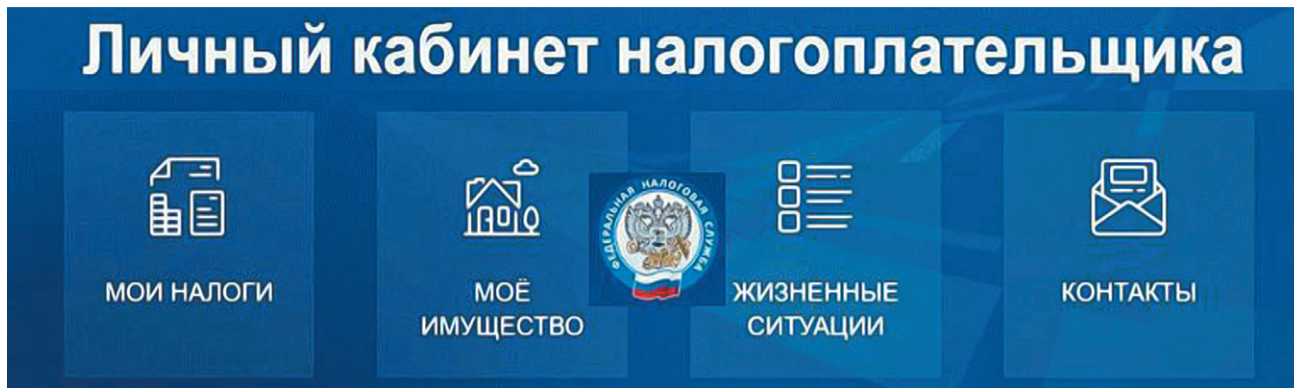 Личный кабинет налогоплательщика
МОИ НАЛОГИ
МОЁ
ИМУЩЕСТВО
ФЕДЕРАЛЬНАЯ НАЛОГОВАЯ СЛУЖБА
ЖИЗНЕННЫЕ
СИТУАЦИИ
КОНТАКТЫ